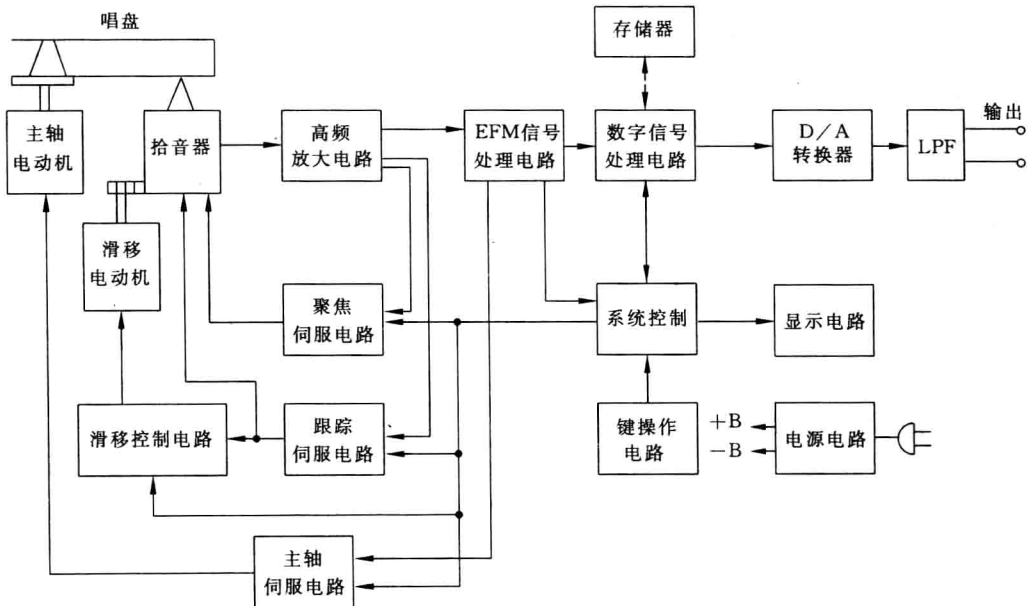 唱盘
存储器
主轴
电动机
拾音器
高频
放大电路
EFM信号
处理电路
数字信号
处理电路
D/A
转换器
LPF
输出
滑移
电动机
聚焦
伺服电路
系统控制
显示电路
滑移控制电路
跟踪
伺服电路
键操作
电路
+B
-B
电源电路
主轴
伺服电路